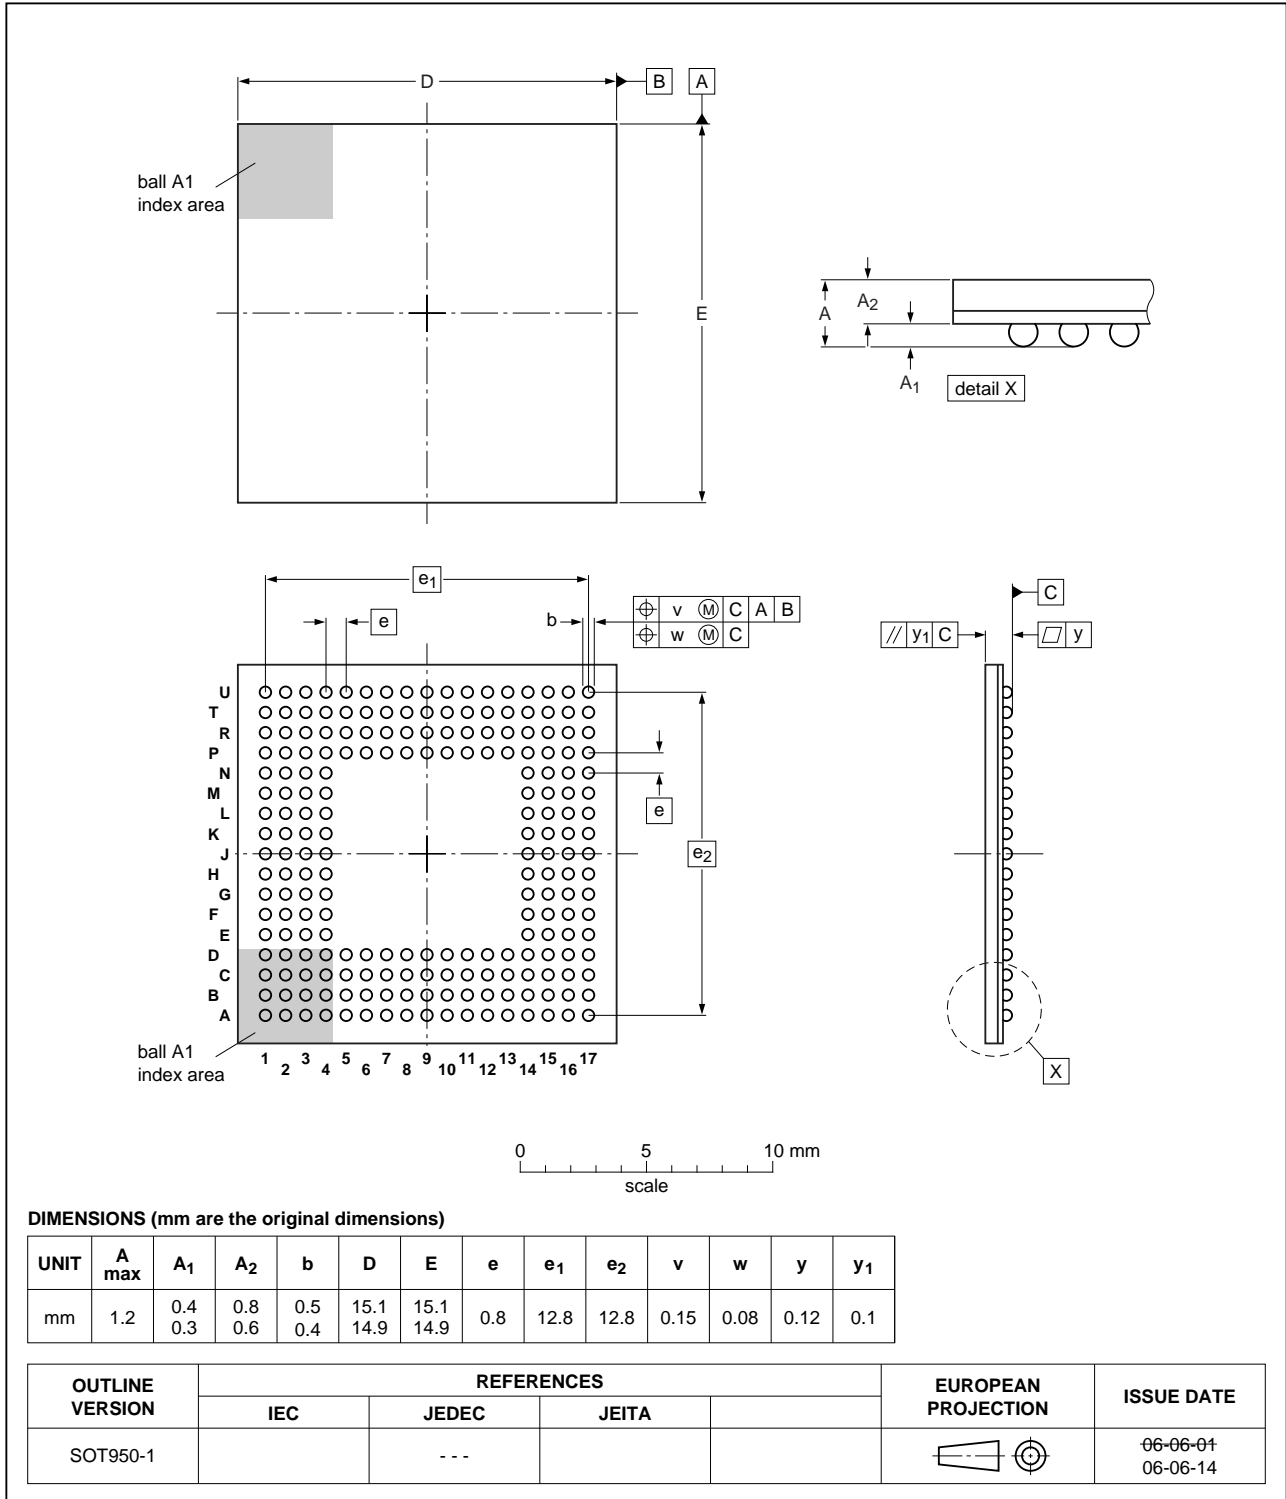 D
B
A
ball A1
index area
E
A
A2
A1
detail X
e1
e
b
v M C A B
w M C
y1 C
C
y
U
T
R
P
N
M
L
K
J
H
G
F
E
D
C
B
A
e
e2
ball A1
index area
1 2 3 4 5 6 7 8 9 10 11 12 13 14 15 16 17
X
0 5 10 mm
scale
DIMENSIONS (mm are the original dimensions)
UNIT A max A1 A2 b D E e e1 e2 v w y y1
mm 1.2 0.4 0.3 0.8 0.6 0.5 0.4 15.1 14.9 15.1 14.9 0.8 12.8 12.8 0.15 0.08 0.12 0.1
OUTLINE VERSION REFERENCES EUROPEAN PROJECTION ISSUE DATE
IEC JEDEC JEITA
SOT950-1 - - - 06-06-01
06-06-14